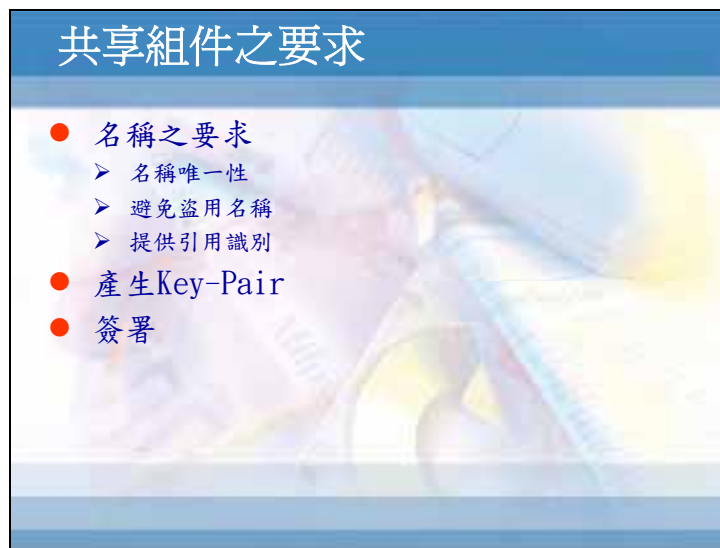 共享組件之要求
名稱之要求
名稱唯一性
避免盜用名稱
提供引用識別
產生Key-Pair
簽署